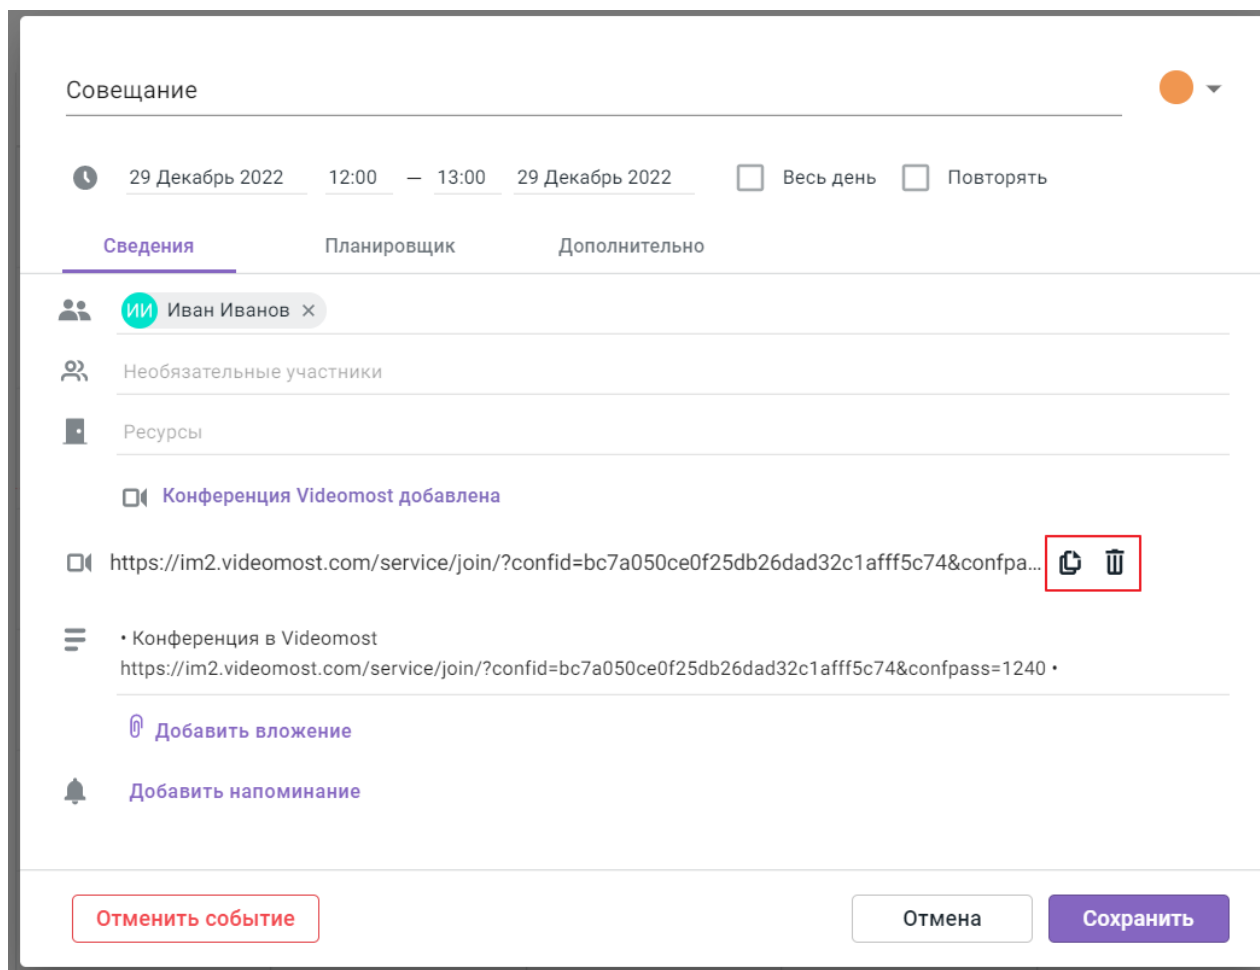 Совещание
29 Декабрь 2022 12:00 — 13:00 29 Декабрь 2022 Весь день Повторять
Сведения Планировщик Дополнительно
ИИ Иван Иванов ×
Необязательные участники
Ресурсы
Конференция Videomost добавлена
https://im2.videomost.com/service/join/?confid=bc7a050ce0f25db26dad32c1afff5c74&confpa...
• Конференция в Videomost
https://im2.videomost.com/service/join/?confid=bc7a050ce0f25db26dad32c1afff5c74&confpass=1240 •
Добавить вложение
Добавить напоминание
Отменить событие Отмена Сохранить